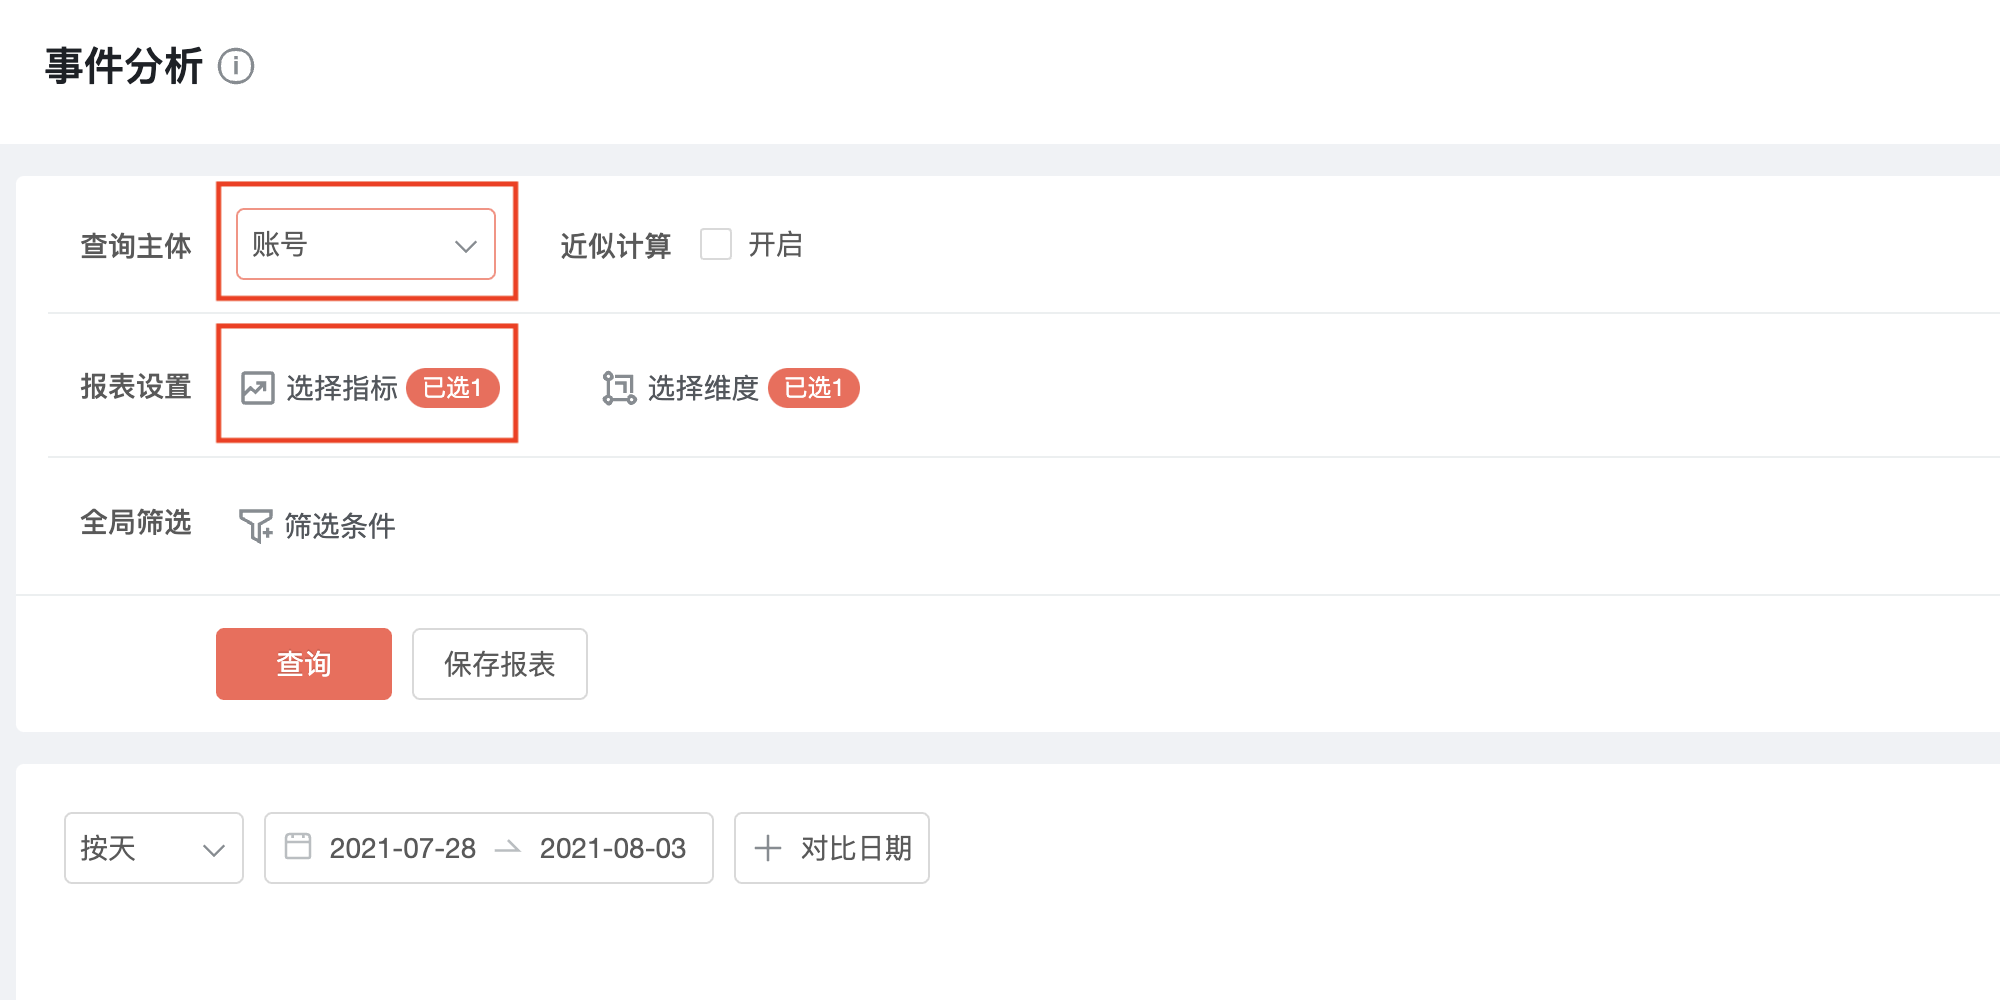 事件分析
查询主体 账号 近似计算 开启
报表设置 选择指标 已选1 选择维度 已选1
全局筛选 筛选条件
查询 保存报表
按天 2021-07-28 2021-08-03 对比日期